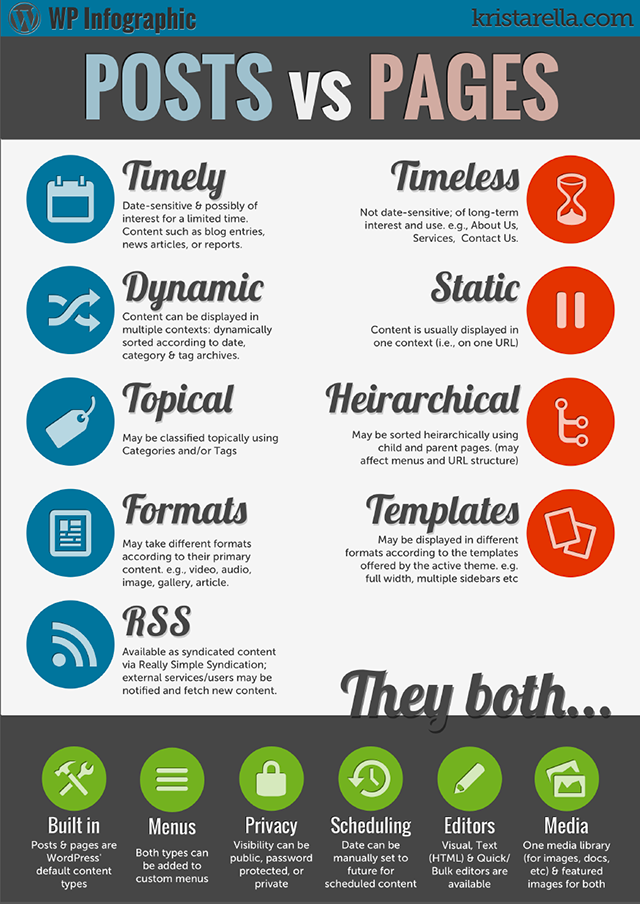 WP Infographic
kristarella.com
POSTS vs PAGES
Timely
Date-sensitive & possibly of
interest for a limited time.
Content such as blog entries,
news articles, or reports.
Timeless
Not date-sensitive; of long-term
interest and use. e.g., About Us,
Services, Contact Us.
Dynamic
Content can be displayed in
multiple contexts: dynamically
sorted according to date,
category & tag archives.
Static
Content is usually displayed in
one context (i.e., on one URL)
Topical
May be classified topically using
Categories and/or Tags
Heirarchical
May be sorted heirarchically using
child and parent pages. (may
affect menus and URL structure)
Formats
May take different formats
according to their primary
content. e.g., video, audio,
image, gallery, article.
Templates
May be displayed in different
formats according to the templates
offered by the active theme. e.g.
full width, multiple sidebars etc
RSS
Available as syndicated content
via Really Simple Syndication;
external services/users may be
notified and fetch new content.
They both...
Built in
Posts & pages are
WordPress'
default content
types
Menus
Both types can
be added to
custom menus
Privacy
Visibility can be
public, password
protected, or
private
Scheduling
Date can be
manually set to
future for
scheduled content
Editors
Visual, Text
(HTML) & Quick/
Bulk editors are
available
Media
One media library
(for images, docs,
etc) & featured
images for both